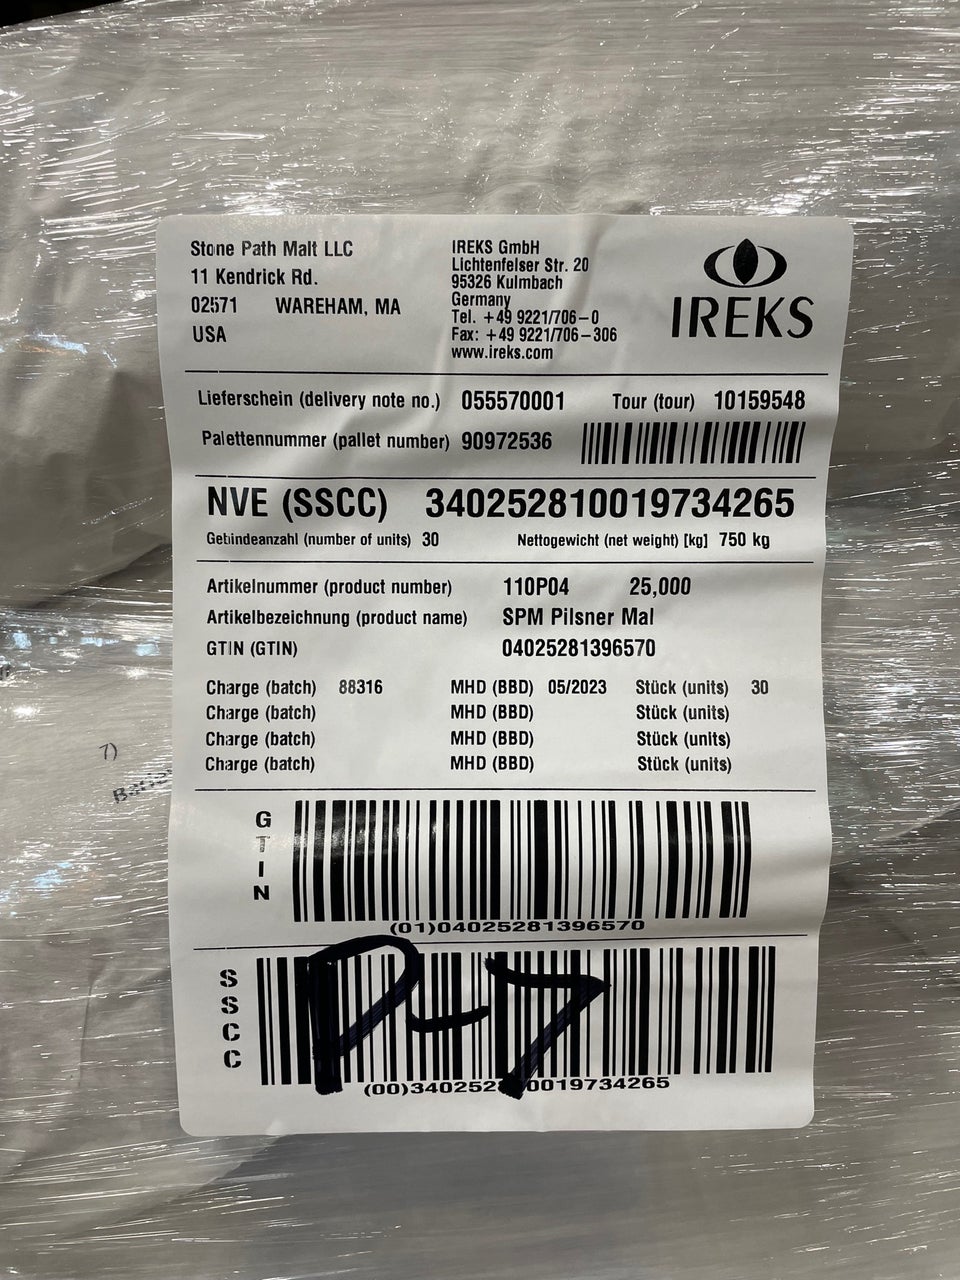 Stone Path Malt LLC
11 Kendrick Rd.
02571 WAREHAM, MA
USA
IREKS GmbH
Lichtenfelser Str. 20
95326 Kulmbach
Germany
Tel. +49 9221/706-0
Fax: +49 9221/706-306
www.ireks.com
IREKS
Lieferschein (delivery note no.) 055570001 Tour (tour) 10159548
Palettennummer (pallet number) 90972536
NVE (SSCC) 340252810019734265
Gebindeanzahl (number of units) 30 Nettogewicht (net weight) [kg] 750 kg
Artikelnummer (product number) 110P04 25,000
Artikelbezeichnung (product name) SPM Pilsner Mal
GTIN (GTIN) 04025281396570
Charge (batch) 88316 MHD (BBD) 05/2023 Stück (units) 30
Charge (batch) MHD (BBD) Stück (units)
Charge (batch) MHD (BBD) Stück (units)
Charge (batch) MHD (BBD) Stück (units)
7)
GTIN
(01)04025281396570
SSCC
P-7
(00)340252810019734265